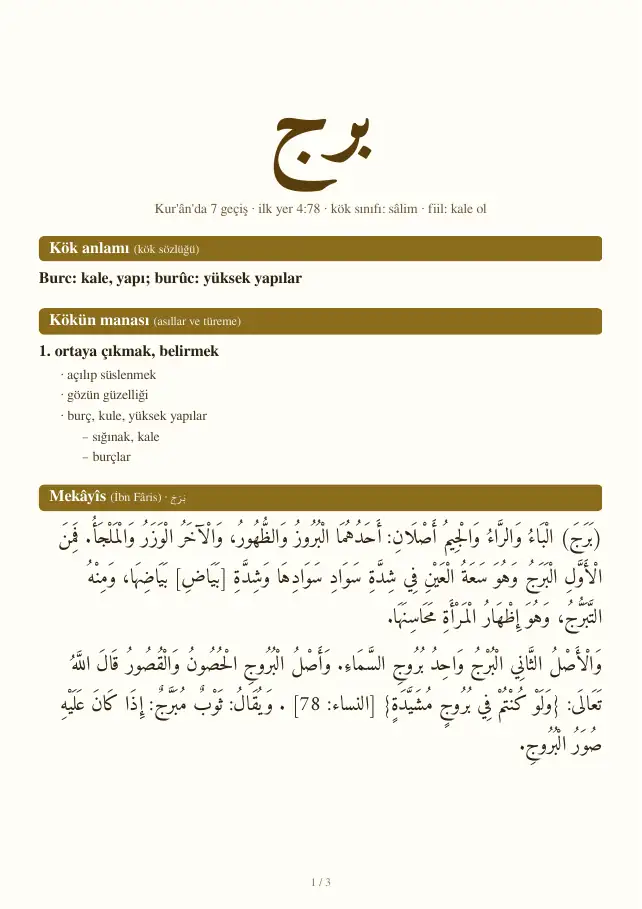 برج
Kur'ân'da 7 geçiş · ilk yer 4:78 · kök sınıfı: sâlim · fiil: kale ol
Kök anlamı (kök sözlüğü)
Burc: kale, yapı; burûc: yüksek yapılar
Kökün manası (asıllar ve türeme)
1. ortaya çıkmak, belirmek
· açılıp süslenmek
· gözün güzelliği
· burç, kule, yüksek yapılar
– sığınak, kale
– burçlar
Mekâyîs (İbn Fâris) · بَرَجَ
(بَرَجَ) الْبَاءُ وَالرَّاءُ وَالْجِيمُ أَصْلَانِ: أَحَدُهُمَا الْبُرُوزُ وَالظُّهُورُ، وَالْآخَرُ الْوَزَرُ وَالْمَلْجَأُ. فَمِنَ
الْأَوَّلِ الْبَرَجُ وَهُوَ سَعَةُ الْعَيْنِ فِي شِدَّةِ سَوَادِ سَوَادِهَا وَشِدَّةِ [بَيَاضِ] بَيَاضِهَا، وَمِنْهُ
التَّبَرُّجُ، وَهُوَ إِظْهَارُ الْمَرْأَةِ مَحَاسِنَهَا.
وَالْأَصْلُ الثَّانِي الْبُرْجُ وَاحِدُ بُرُوجِ السَّمَاءِ. وَأَصْلُ الْبُرُوجِ الْحُصُونُ وَالْقُصُورُ قَالَ اللَّهُ
تَعَالَى: {وَلَوْ كُنْتُمْ فِي بُرُوجٍ مُشَيَّدَةٍ} [النساء: 78] . وَيُقَالُ: ثَوْبٌ مُبَرَّجٌ: إِذَا كَانَ عَلَيْهِ
صُوَرُ الْبُرُوجِ.
1 / 3